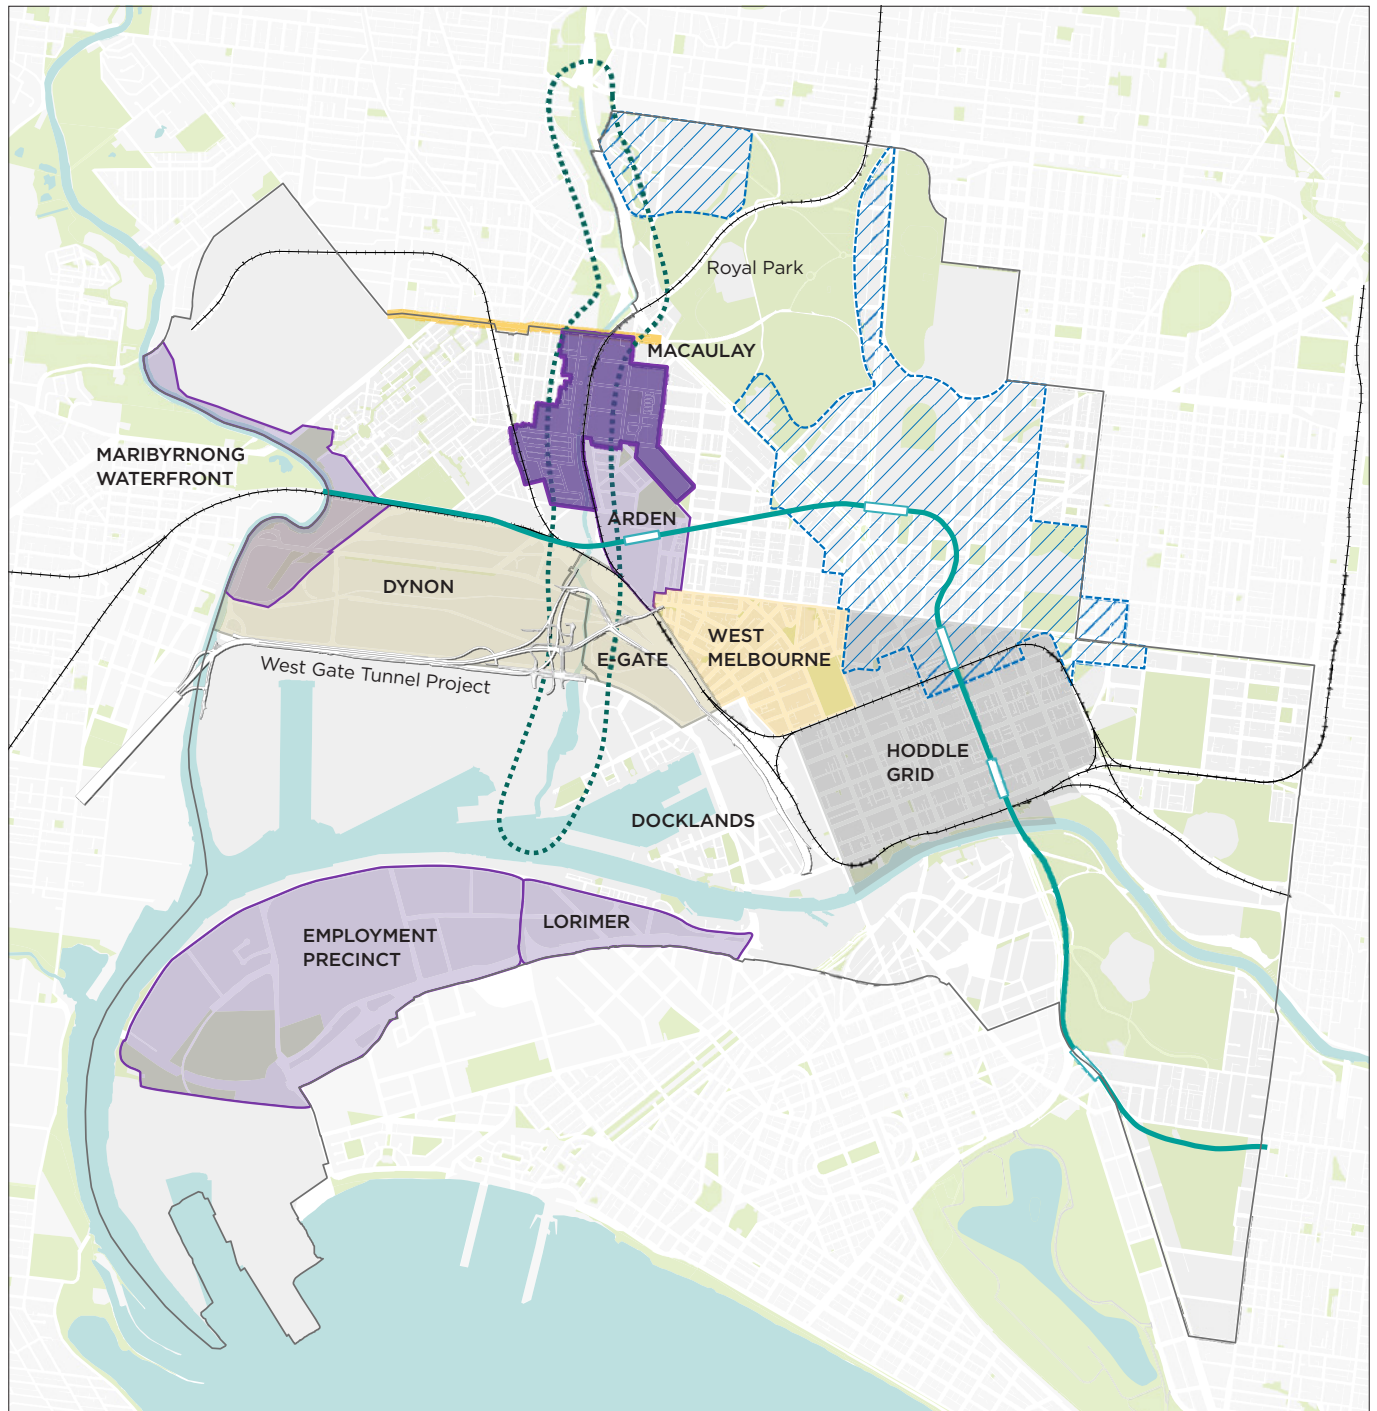 Royal Park
MACAULAY
MARIBYRNONG
WATERFRONT
ARDEN
DYNON
WEST
MELBOURNE
E-GATE
West Gate Tunnel Project
HODDLE
GRID
DOCKLANDS
LORIMER
EMPLOYMENT
PRECINCT